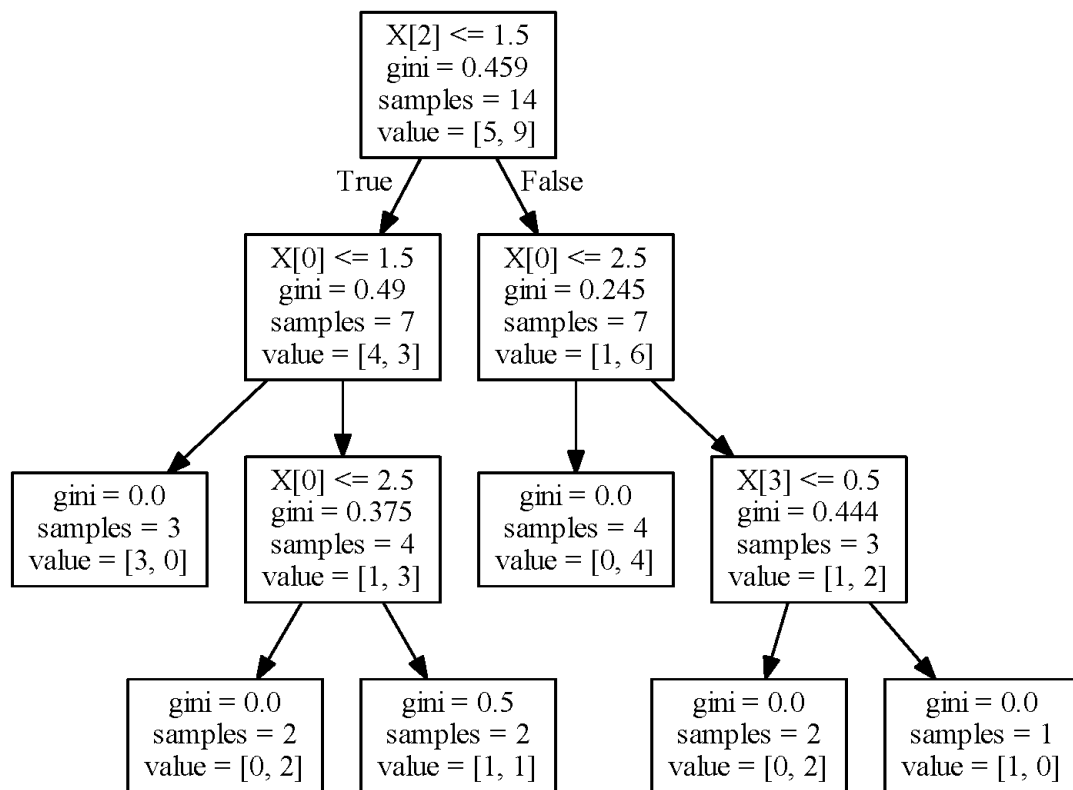 X[2] <= 1.5
gini = 0.459
samples = 14
value = [5, 9]
True
False
X[0] <= 1.5
gini = 0.49
samples = 7
value = [4, 3]
X[0] <= 2.5
gini = 0.245
samples = 7
value = [1, 6]
gini = 0.0
samples = 3
value = [3, 0]
X[0] <= 2.5
gini = 0.375
samples = 4
value = [1, 3]
gini = 0.0
samples = 4
value = [0, 4]
X[3] <= 0.5
gini = 0.444
samples = 3
value = [1, 2]
gini = 0.0
samples = 2
value = [0, 2]
gini = 0.5
samples = 2
value = [1, 1]
gini = 0.0
samples = 2
value = [0, 2]
gini = 0.0
samples = 1
value = [1, 0]